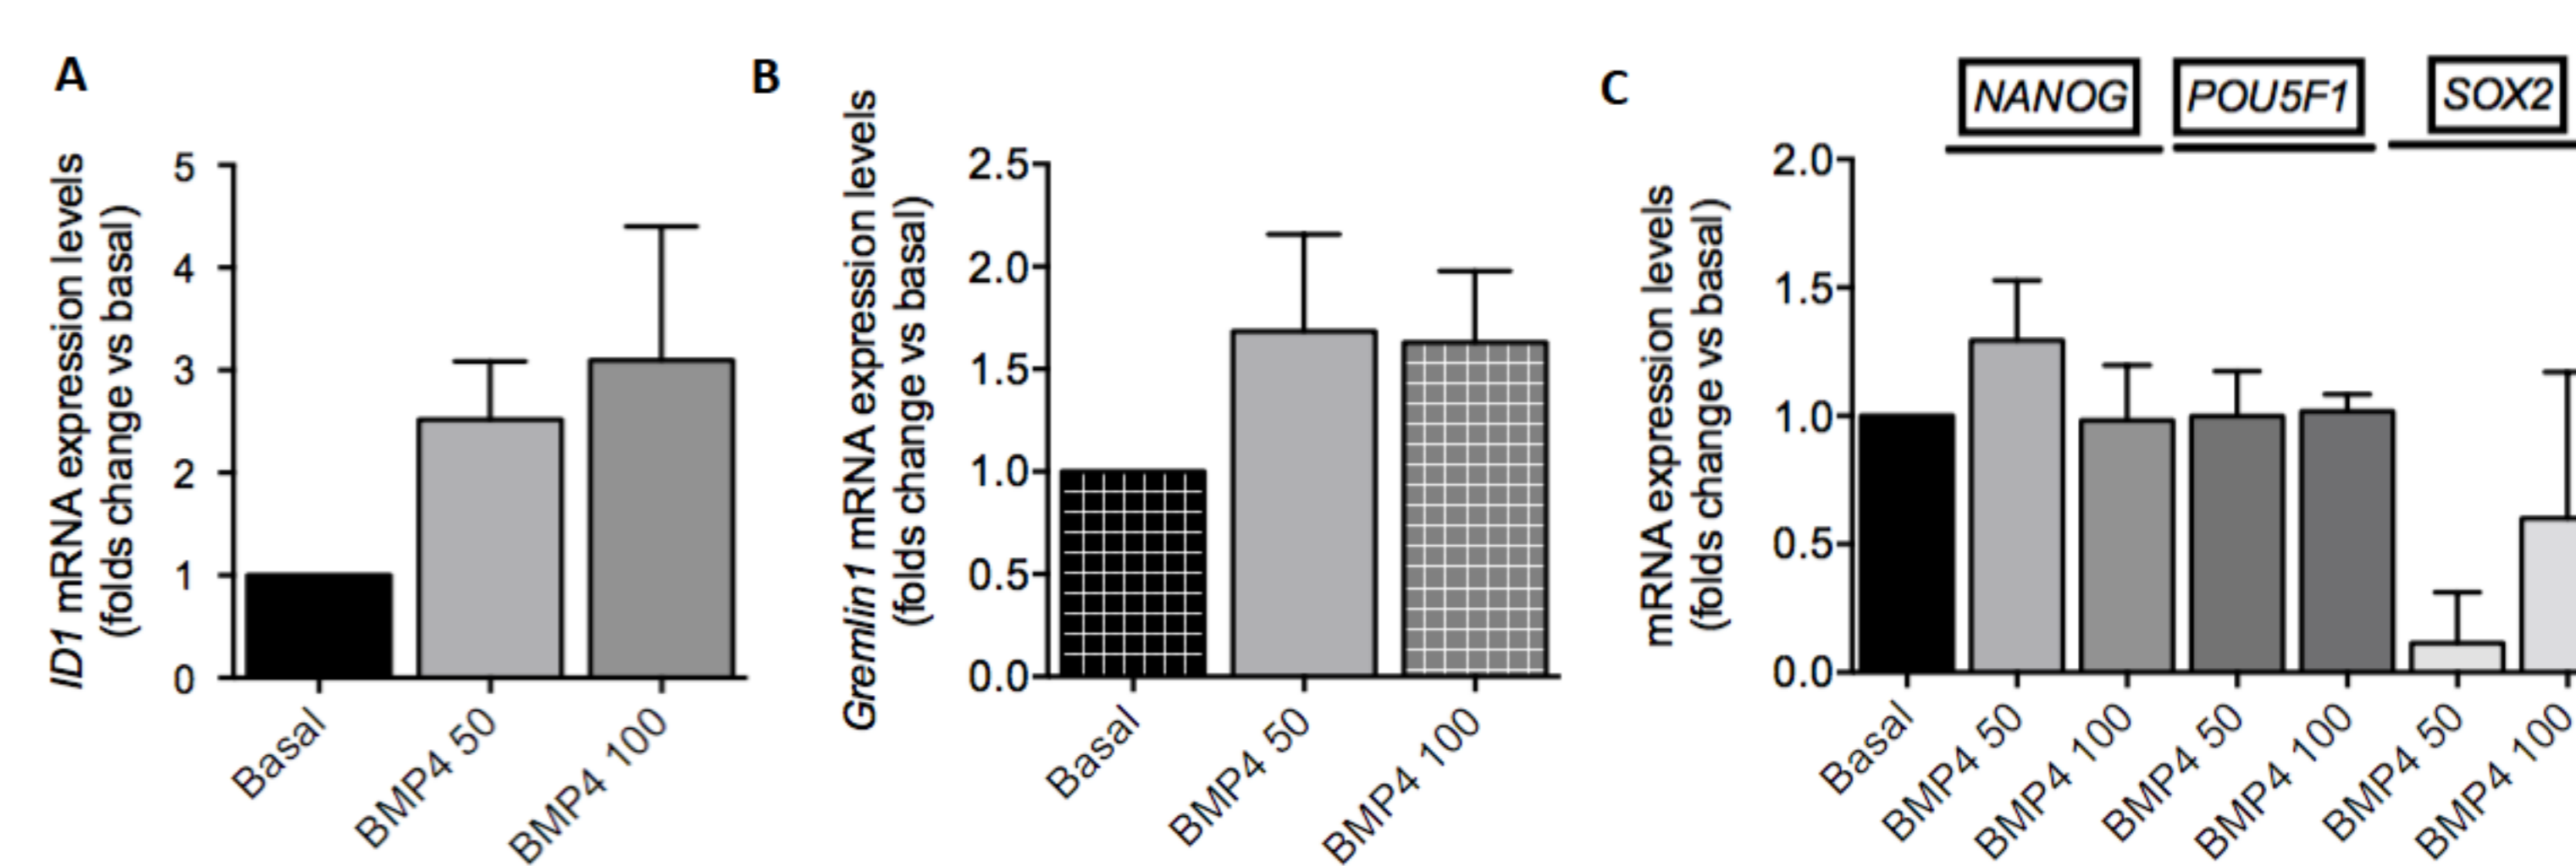 A
ID1 mRNA expression levels
(folds change vs basal)
5
4
3
2
1
0
Basal
BMP4 50
BMP4 100
B
Gremlin1 mRNA expression levels
(folds change vs basal)
2.5
2.0
1.5
1.0
0.5
0.0
Basal
BMP4 50
BMP4 100
C
NANOG
POU5F1
SOX2
mRNA expression levels
(folds change vs basal)
2.0
1.5
1.0
0.5
0.0
Basal
BMP4 50
BMP4 100
BMP4 50
BMP4 100
BMP4 50
BMP4 100